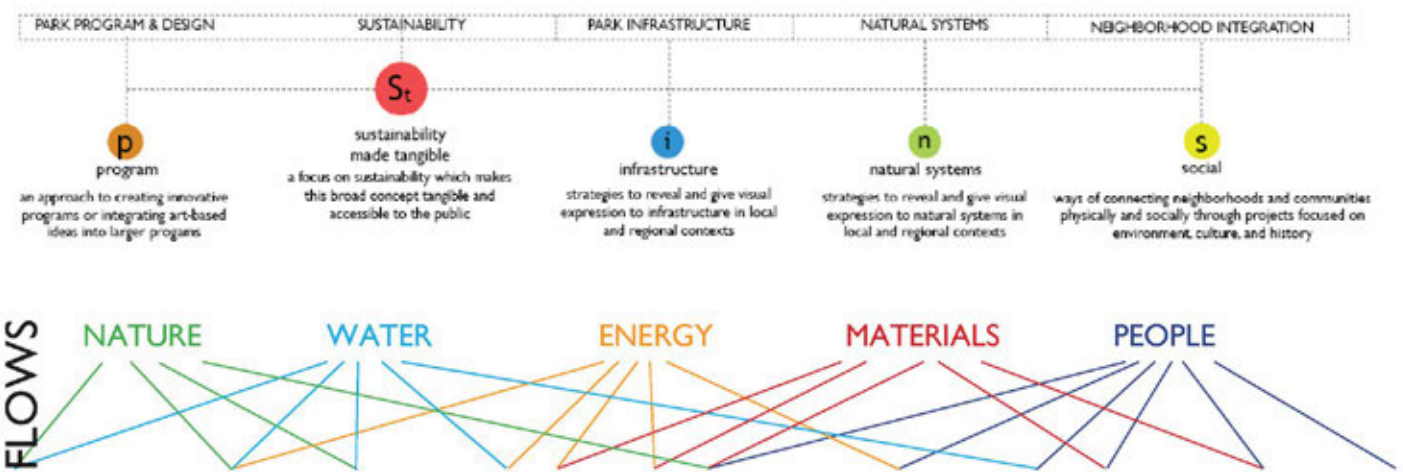 PARK PROGRAM & DESIGN
SUSTAINABILITY
PARK INFRASTRUCTURE
NATURAL SYSTEMS
NEIGHBORHOOD INTEGRATION
St
p
program
an approach to creating innovative
programs or integrating art-based
ideas into larger progams
sustainability
made tangible
a focus on sustainability which makes
this broad concept tangible and
accessible to the public
i
infrastructure
strategies to reveal and give visual
expression to infrastructure in local
and regional contexts
n
natural systems
strategies to reveal and give visual
expression to natural systems in
local and regional contexts
s
social
ways of connecting neighborhoods and communities
physically and socially through projects focused on
environment, culture, and history
FLOWS
NATURE
WATER
ENERGY
MATERIALS
PEOPLE